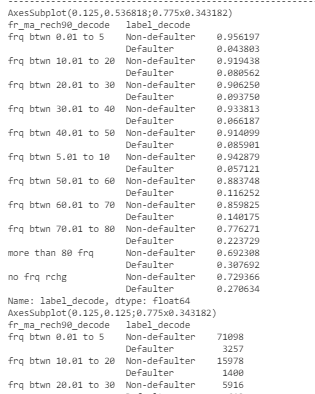 AxesSubplot(0.125,0.536818;0.775x0.343182)
fr_ma_rech90_decode label_decode
frq btwn 0.01 to 5 Non-defaulter 0.956197
Defaulter 0.043803
frq btwn 10.01 to 20 Non-defaulter 0.919438
Defaulter 0.080562
frq btwn 20.01 to 30 Non-defaulter 0.906250
Defaulter 0.093750
frq btwn 30.01 to 40 Non-defaulter 0.933813
Defaulter 0.066187
frq btwn 40.01 to 50 Non-defaulter 0.914099
Defaulter 0.085901
frq btwn 5.01 to 10 Non-defaulter 0.942879
Defaulter 0.057121
frq btwn 50.01 to 60 Non-defaulter 0.883748
Defaulter 0.116252
frq btwn 60.01 to 70 Non-defaulter 0.859825
Defaulter 0.140175
frq btwn 70.01 to 80 Non-defaulter 0.776271
Defaulter 0.223729
more than 80 frq Non-defaulter 0.692308
Defaulter 0.307692
no frq rchg Non-defaulter 0.729366
Defaulter 0.270634
Name: label_decode, dtype: float64
AxesSubplot(0.125,0.125;0.775x0.343182)
fr_ma_rech90_decode label_decode
frq btwn 0.01 to 5 Non-defaulter 71098
Defaulter 3257
frq btwn 10.01 to 20 Non-defaulter 15978
Defaulter 1400
frq btwn 20.01 to 30 Non-defaulter 5916